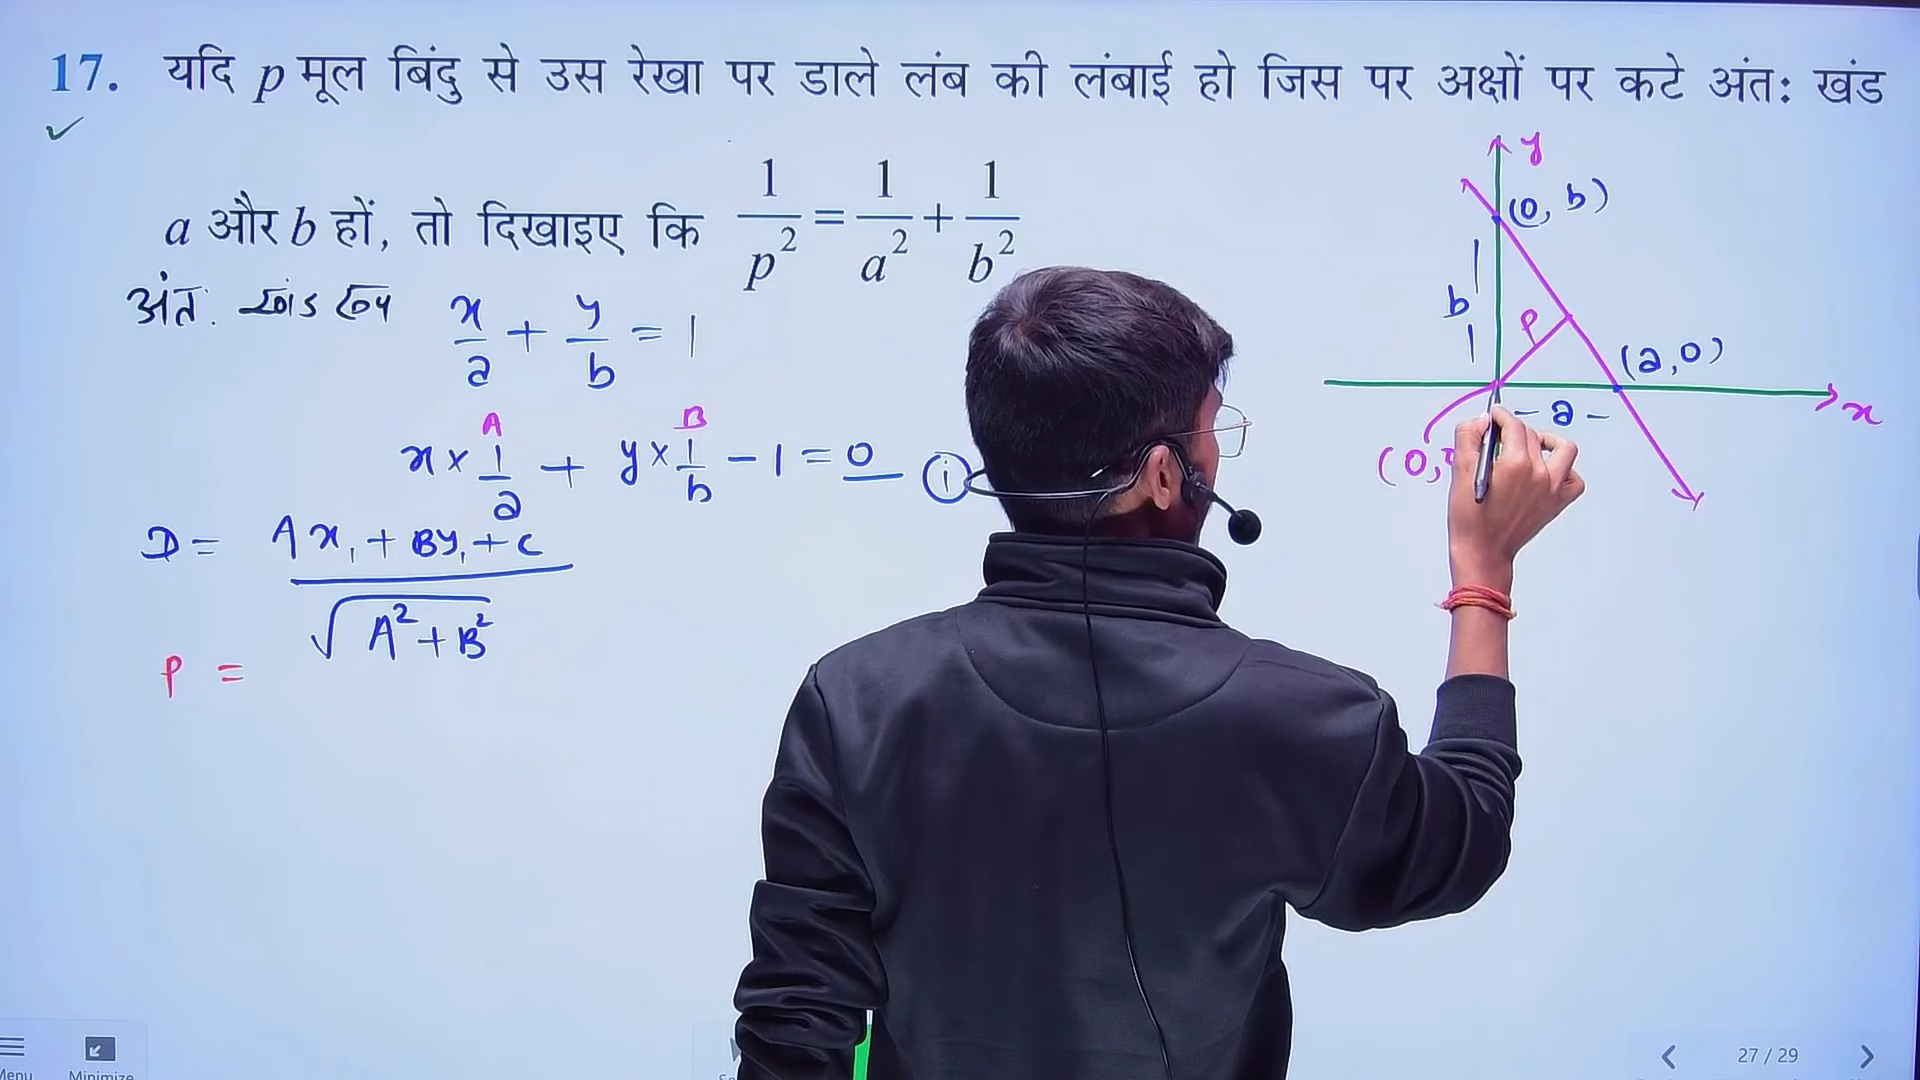 17. यदि p मूल बिंदु से उस रेखा पर डाले लंब की लंबाई हो जिस पर अक्षों पर कटे अंतः खंड
a और b हों, तो दिखाइए कि 1/p² = 1/a² + 1/b²
अंतः खंड रूप x/a + y/b = 1
A B
x × 1/a + y × 1/b - 1 = 0 — (i)
D = Ax₁ + By₁ + C / √A² + B²
P =
y
(0, b)
b
P
(a, 0)
- a -
x
(0,
Menu
Minimize
27 / 29